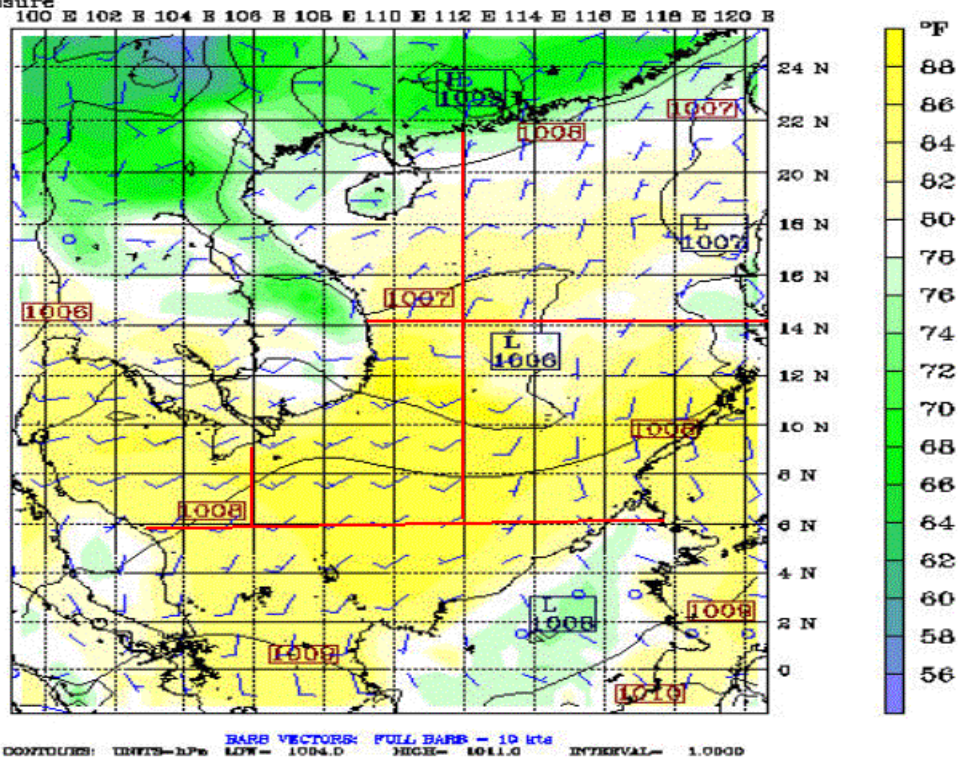 100 E 102 E 104 E 106 E 108 E 110 E 112 E 114 E 116 E 118 E 120 E
°F
24 N
22 N
20 N
18 N
16 N
14 N
12 N
10 N
8 N
6 N
4 N
2 N
0
88
86
84
82
80
78
76
74
72
70
68
66
64
62
60
58
56
H
1007
1008
L
1007
1006
1007
L
1006
1008
1008
L
1008
1009
1009
1010
BARB VECTORS: FULL BARB = 10 kts
CONTOURS: UNITS=hPa LOW= 1004.0 HIGH= 1011.0 INTERVAL= 1.0000